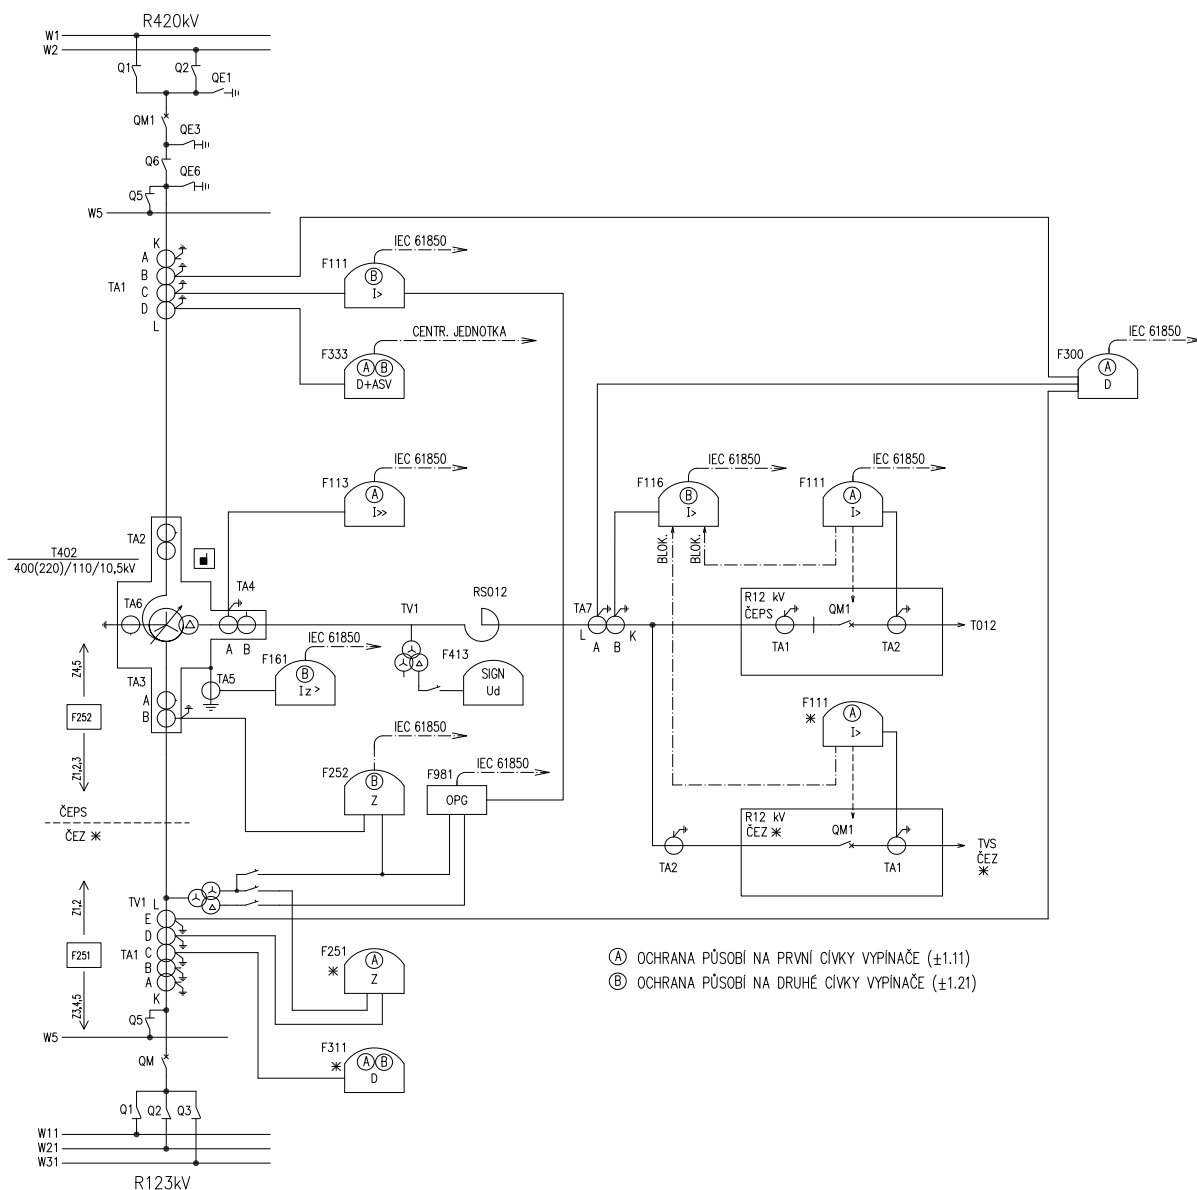 R420kV
W1
W2
Q1
Q2
QE1
QM1
QE3
Q6
QE6
Q5
W5
K
A
B
C
D
TA1
L
F111
B
I>
IEC 61850
CENTR. JEDNOTKA
F333
A B
D+ASV
IEC 61850
F300
A
D
IEC 61850
F113
A
I>>
IEC 61850
F116
B
I>
IEC 61850
F111
A
I>
BLOK.
BLOK.
TA2
T402
400(220)/110/10,5kV
TA6
TA4
A B
TV1
RS012
TA7
L A B K
R12 kV
ČEPS
QM1
TA1
TA2
T012
IEC 61850
F161
B
Iz>
TA5
F413
SIGN
Ud
Z4,5
F252
Z1,2,3
TA3
A
B
F111
✳
A
I>
IEC 61850
F252
B
Z
F981
IEC 61850
OPG
ČEPS
ČEZ ✳
R12 kV
ČEZ ✳
QM1
TA2
TA1
TVS
ČEZ
✳
Z1,2
F251
Z3,4,5
TV1
L
E
D
C
B
A
TA1
K
F251
✳
A
Z
A OCHRANA PŮSOBÍ NA PRVNÍ CÍVKY VYPÍNAČE (±1.11)
B OCHRANA PŮSOBÍ NA DRUHÉ CÍVKY VYPÍNAČE (±1.21)
Q5
W5
F311
✳
A B
D
QM
Q1
Q2
Q3
W11
W21
W31
R123kV